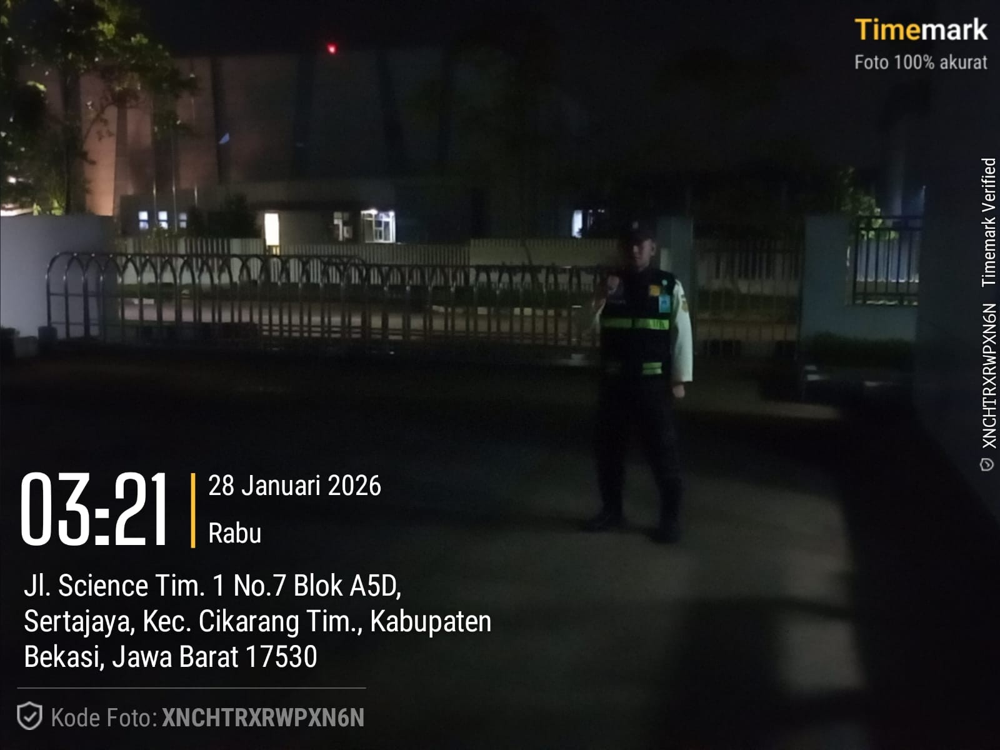 Timemark
Foto 100% akurat
XNCHTRXRWPXN6N Timemark Verified
03:21
28 Januari 2026
Rabu
Jl. Science Tim. 1 No.7 Blok A5D,
Sertajaya, Kec. Cikarang Tim., Kabupaten
Bekasi, Jawa Barat 17530
Kode Foto: XNCHTRXRWPXN6N